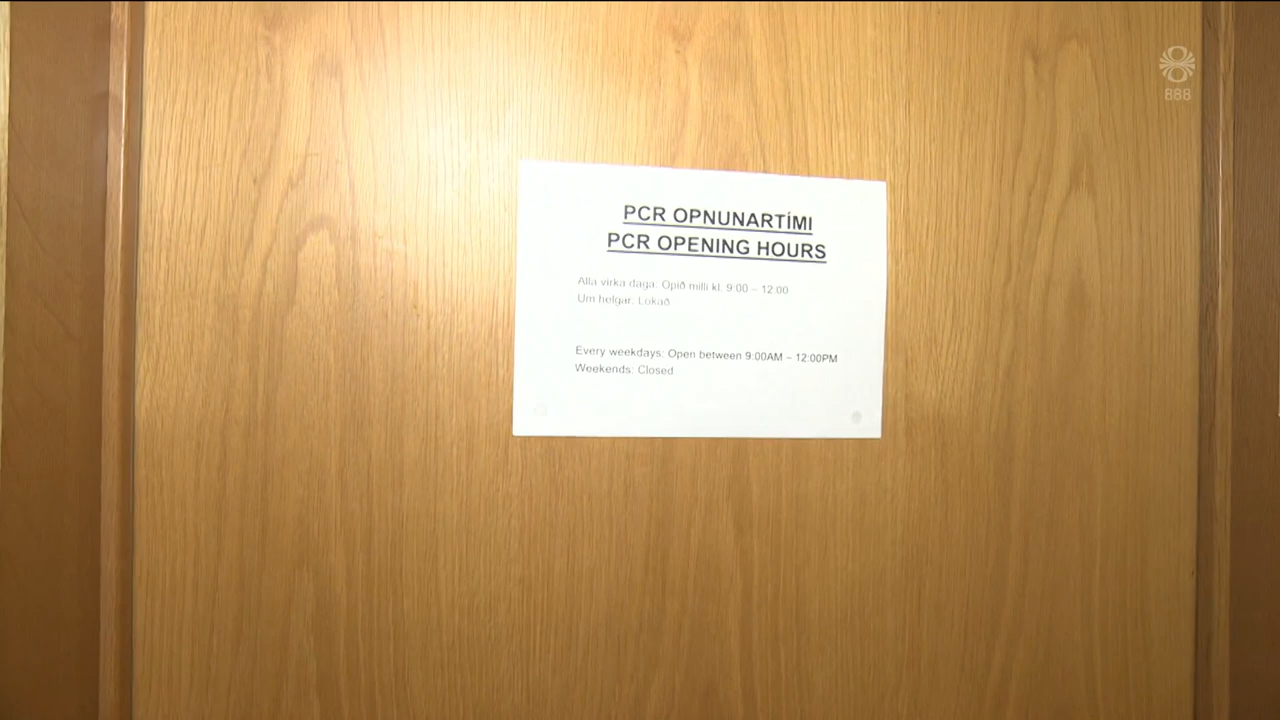 888
PCR OPNUNARTÍMI
PCR OPENING HOURS
Alla virka daga: Opið milli kl. 9:00 – 12:00
Um helgar: Lokað
Every weekdays: Open between 9:00AM – 12:00PM
Weekends: Closed